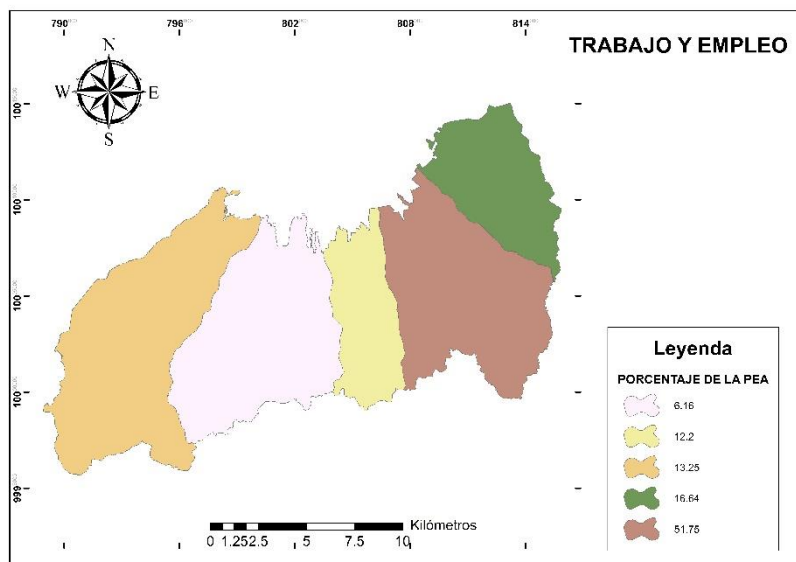 790 796 802 808 814
TRABAJO Y EMPLEO
N
W E
S
100
100
100
100
999
Leyenda
PORCENTAJE DE LA PEA
6.16
12.2
13.25
16.64
51.75
Kilómetros
0 1.252.5 5 7.5 10